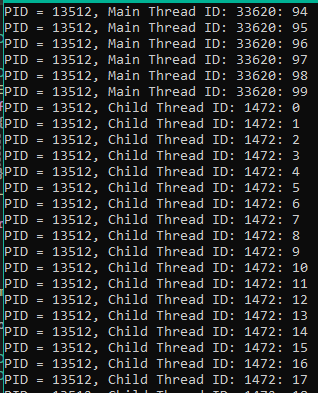 PID = 13512, Main Thread ID: 33620: 94
PID = 13512, Main Thread ID: 33620: 95
PID = 13512, Main Thread ID: 33620: 96
PID = 13512, Main Thread ID: 33620: 97
PID = 13512, Main Thread ID: 33620: 98
PID = 13512, Main Thread ID: 33620: 99
PID = 13512, Child Thread ID: 1472: 0
PID = 13512, Child Thread ID: 1472: 1
PID = 13512, Child Thread ID: 1472: 2
PID = 13512, Child Thread ID: 1472: 3
PID = 13512, Child Thread ID: 1472: 4
PID = 13512, Child Thread ID: 1472: 5
PID = 13512, Child Thread ID: 1472: 6
PID = 13512, Child Thread ID: 1472: 7
PID = 13512, Child Thread ID: 1472: 8
PID = 13512, Child Thread ID: 1472: 9
PID = 13512, Child Thread ID: 1472: 10
PID = 13512, Child Thread ID: 1472: 11
PID = 13512, Child Thread ID: 1472: 12
PID = 13512, Child Thread ID: 1472: 13
PID = 13512, Child Thread ID: 1472: 14
PID = 13512, Child Thread ID: 1472: 15
PID = 13512, Child Thread ID: 1472: 16
PID = 13512, Child Thread ID: 1472: 17